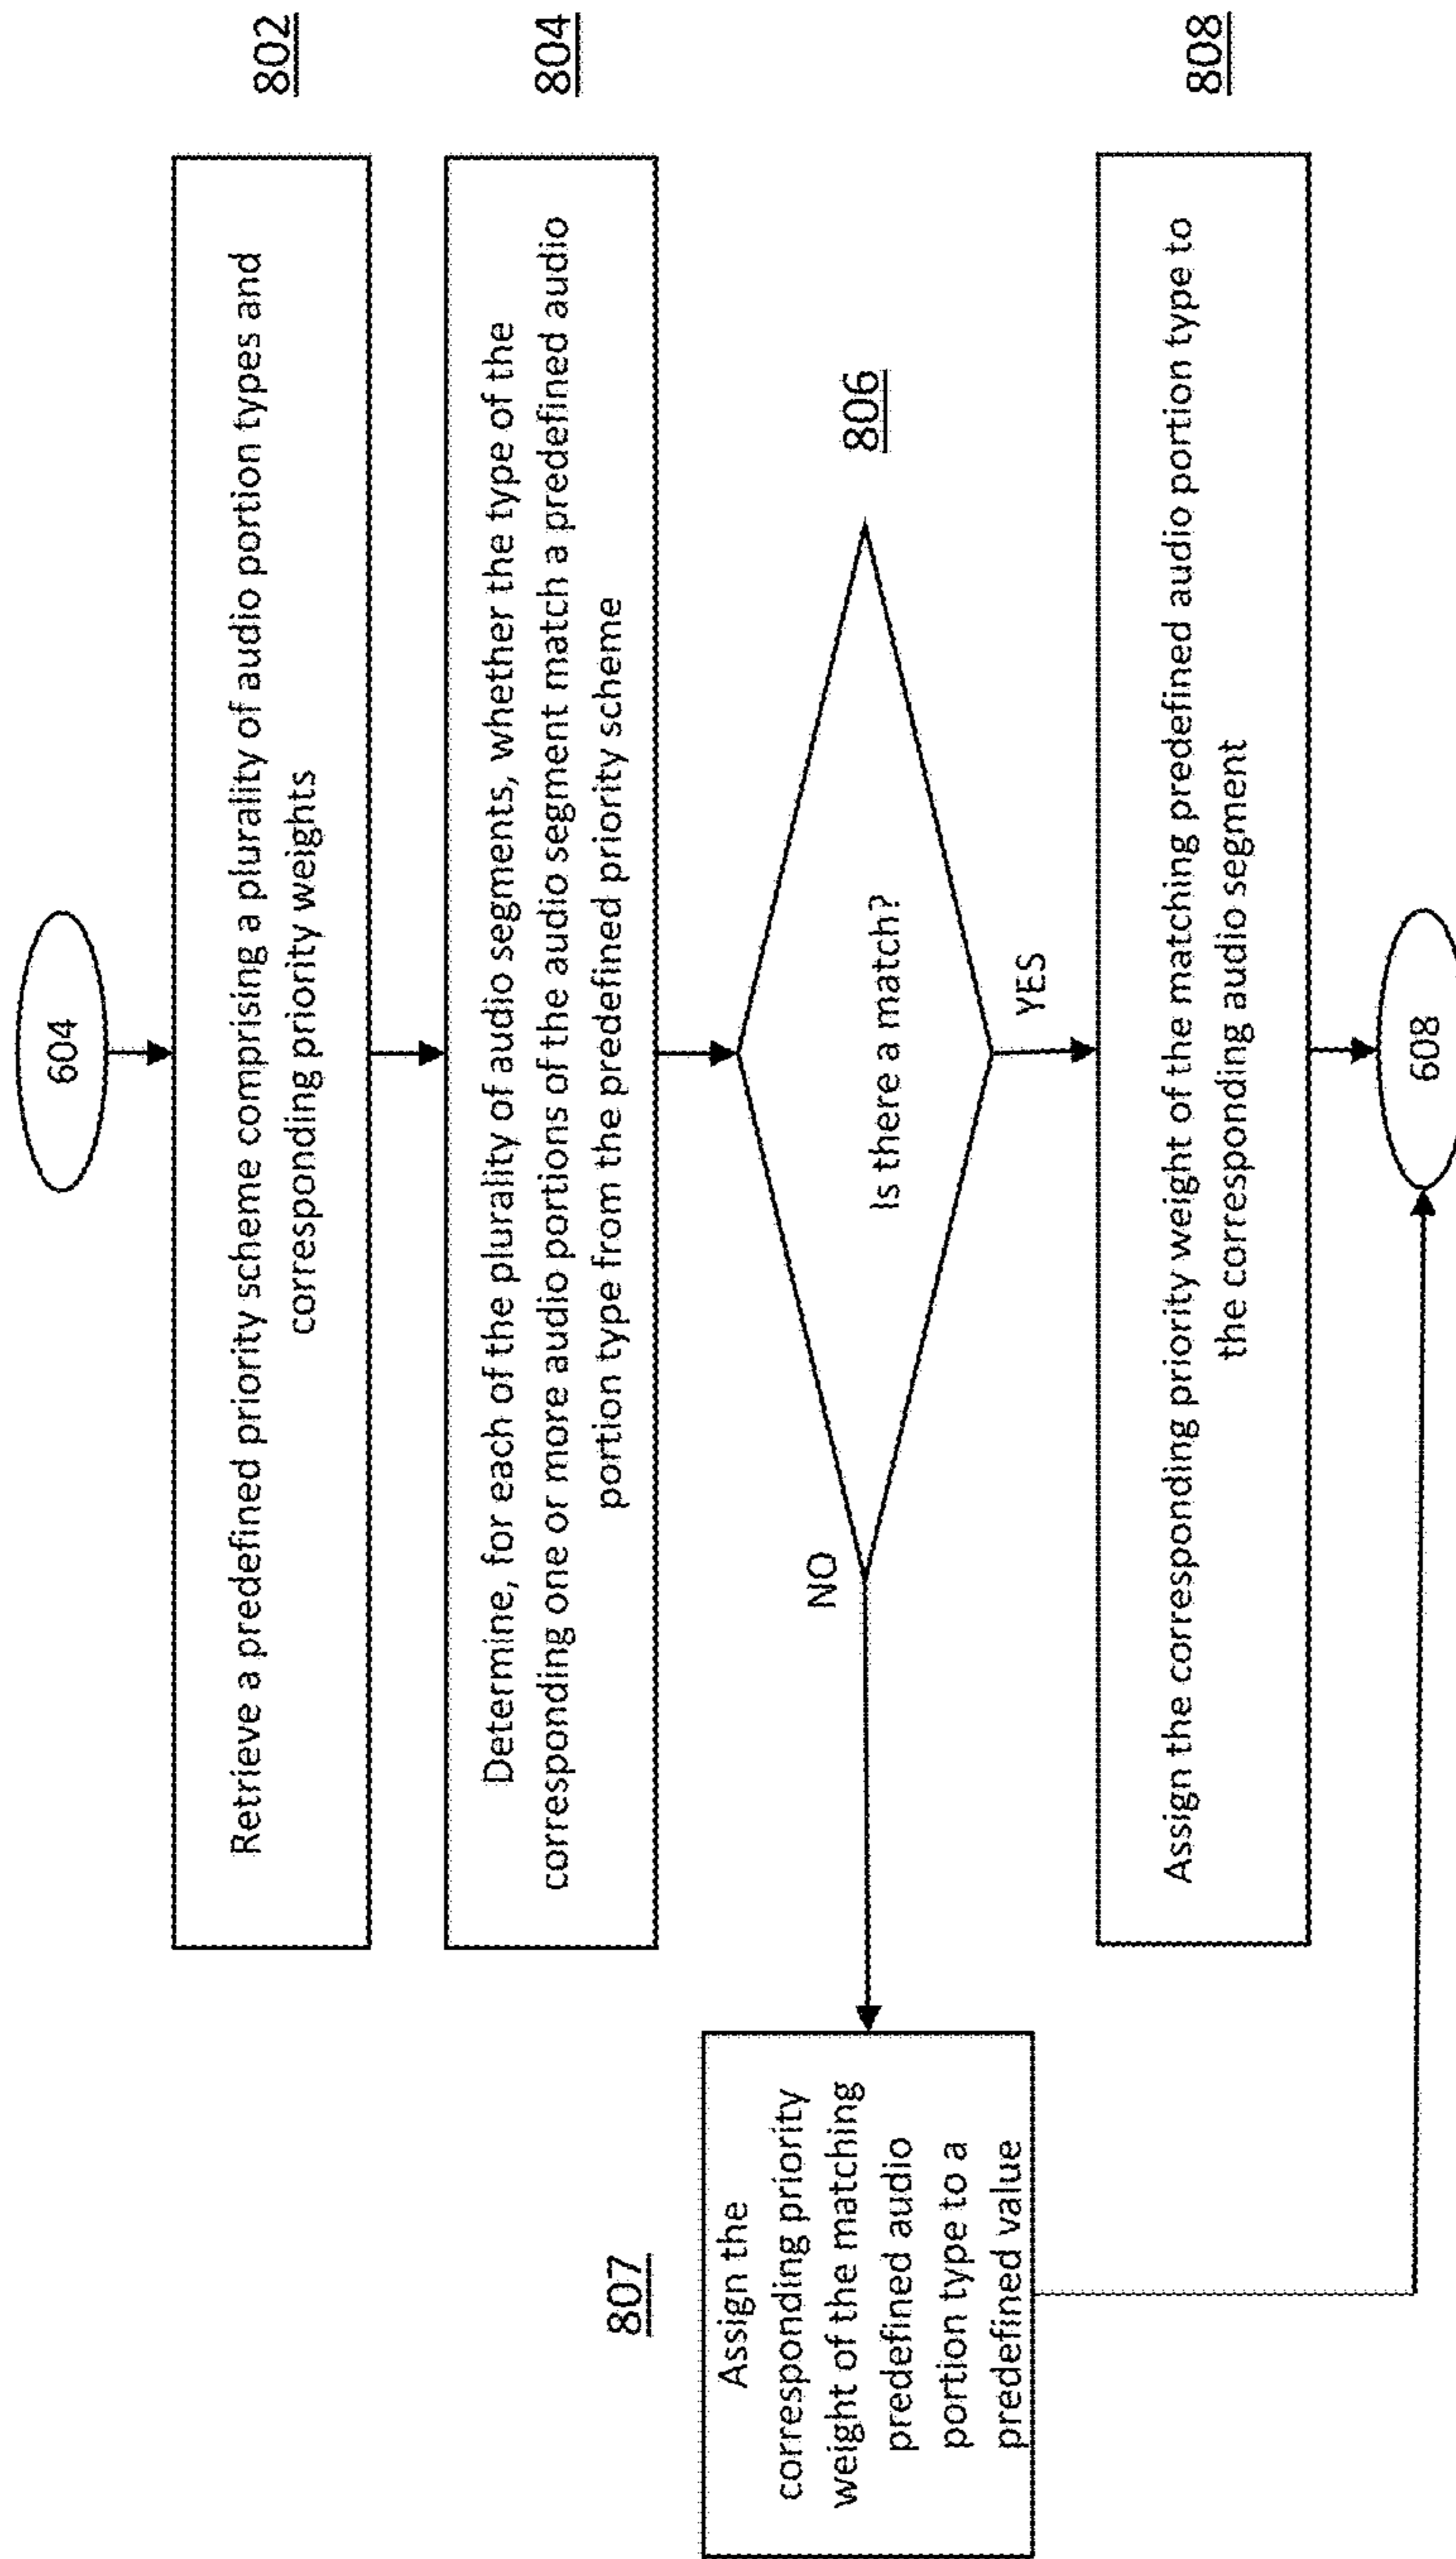 604
802
Retrieve a predefined priority scheme comprising a plurality of audio portion types and
corresponding priority weights
804
Determine, for each of the plurality of audio segments, whether the type of the
corresponding one or more audio portions of the audio segment match a predefined audio
portion type from the predefined priority scheme
806
Is there a match?
NO
YES
807
Assign the
corresponding priority
weight of the matching
predefined audio
portion type to a
predefined value
808
Assign the corresponding priority weight of the matching predefined audio portion type to
the corresponding audio segment
608